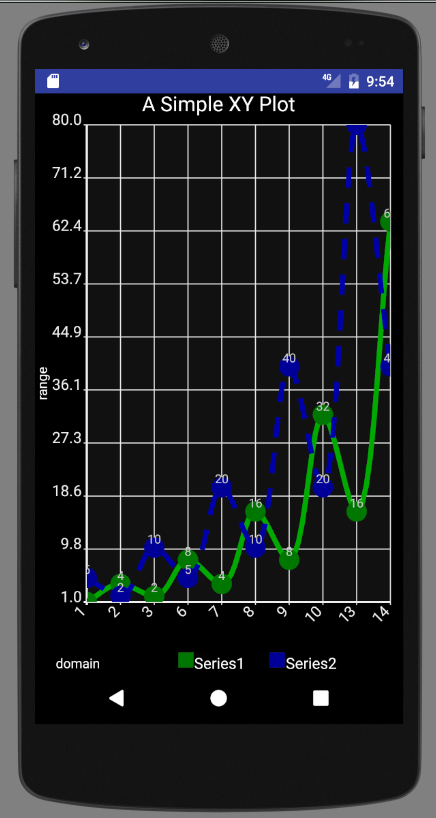 4G 9:54
A Simple XY Plot
80.0
71.2
62.4
53.7
44.9
36.1
27.3
18.6
9.8
1.0
range
5 2 10 5 20 10 40 20 4
4 2 8 4 16 8 32 16 6
1 2 3 6 7 8 9 10 13 14
domain Series1 Series2